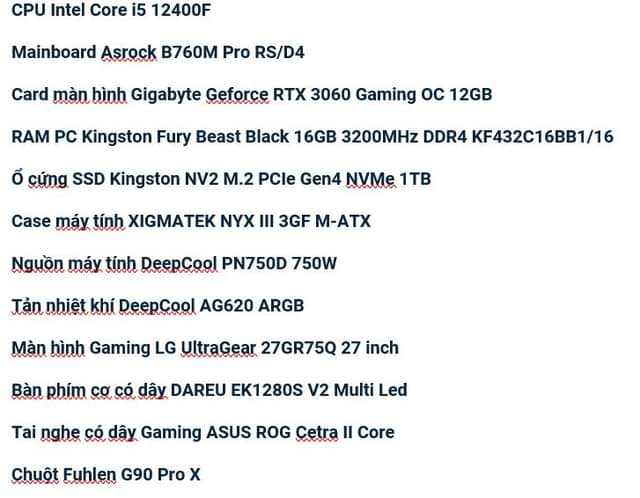 CPU Intel Core i5 12400F
Mainboard Asrock B760M Pro RS/D4
Card màn hình Gigabyte Geforce RTX 3060 Gaming OC 12GB
RAM PC Kingston Fury Beast Black 16GB 3200MHz DDR4 KF432C16BB1/16
Ổ cứng SSD Kingston NV2 M.2 PCIe Gen4 NVMe 1TB
Case máy tính XIGMATEK NYX III 3GF M-ATX
Nguồn máy tính DeepCool PN750D 750W
Tản nhiệt khí DeepCool AG620 ARGB
Màn hình Gaming LG UltraGear 27GR75Q 27 inch
Bàn phím cơ có dây DAREU EK1280S V2 Multi Led
Tai nghe có dây Gaming ASUS ROG Cetra II Core
Chuột Fuhlen G90 Pro X